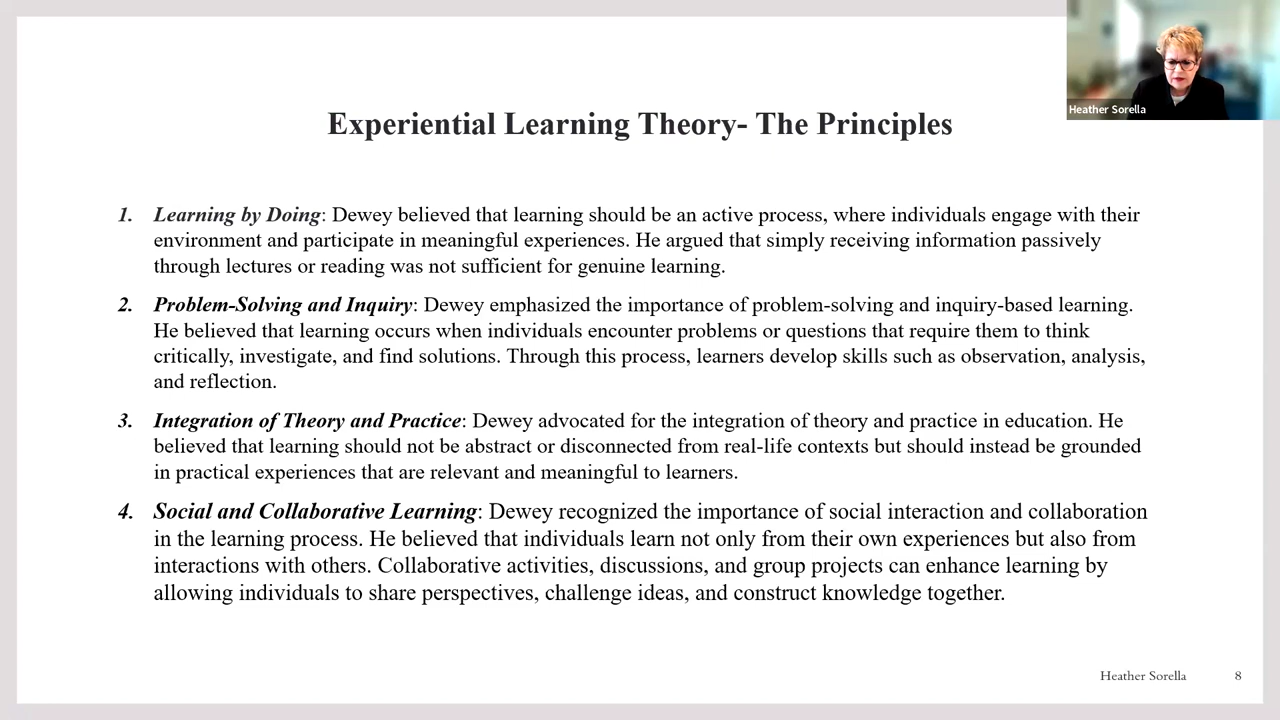 Heather Sorella
Experiential Learning Theory- The Principles
1. Learning by Doing: Dewey believed that learning should be an active process, where individuals engage with their
environment and participate in meaningful experiences. He argued that simply receiving information passively
through lectures or reading was not sufficient for genuine learning.
2. Problem-Solving and Inquiry: Dewey emphasized the importance of problem-solving and inquiry-based learning.
He believed that learning occurs when individuals encounter problems or questions that require them to think
critically, investigate, and find solutions. Through this process, learners develop skills such as observation, analysis,
and reflection.
3. Integration of Theory and Practice: Dewey advocated for the integration of theory and practice in education. He
believed that learning should not be abstract or disconnected from real-life contexts but should instead be grounded
in practical experiences that are relevant and meaningful to learners.
4. Social and Collaborative Learning: Dewey recognized the importance of social interaction and collaboration
in the learning process. He believed that individuals learn not only from their own experiences but also from
interactions with others. Collaborative activities, discussions, and group projects can enhance learning by
allowing individuals to share perspectives, challenge ideas, and construct knowledge together.
Heather Sorella 8